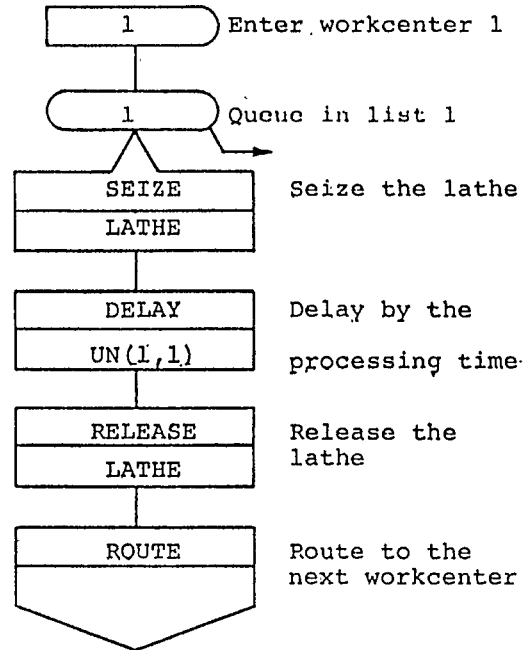 1 Enter workcenter 1
1 Queue in list 1
SEIZE Seize the lathe
LATHE
DELAY Delay by the
UN(1,1) processing time
RELEASE Release the
LATHE lathe
ROUTE Route to the
next workcenter